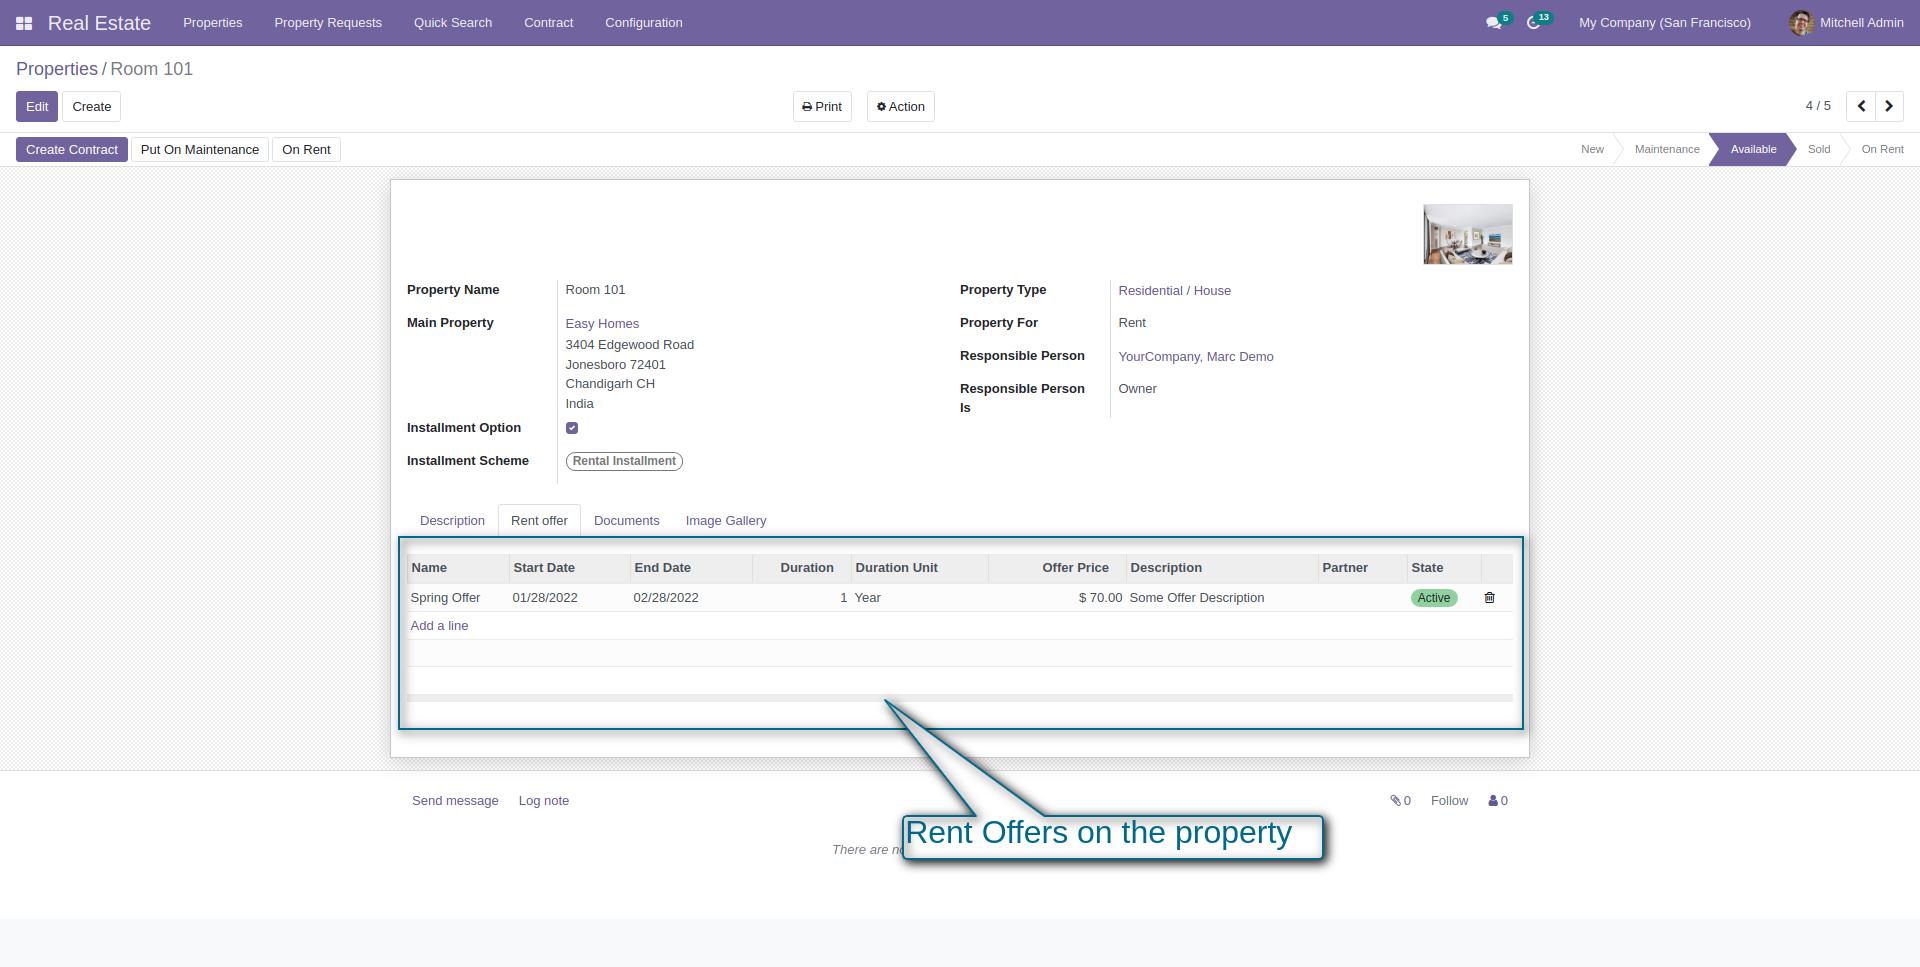 Real Estate Properties Property Requests Quick Search Contract Configuration 5 13 My Company (San Francisco) Mitchell Admin
Properties / Room 101
Edit Create Print Action 4 / 5
Create Contract Put On Maintenance On Rent New Maintenance Available Sold On Rent
Property Name Room 101
Main Property Easy Homes
3404 Edgewood Road
Jonesboro 72401
Chandigarh CH
India
Installment Option
Installment Scheme Rental Installment
Property Type Residential / House
Property For Rent
Responsible Person YourCompany, Marc Demo
Responsible Person Owner
Is
Description Rent offer Documents Image Gallery
Name Start Date End Date Duration Duration Unit Offer Price Description Partner State
Spring Offer 01/28/2022 02/28/2022 1 Year $ 70.00 Some Offer Description Active
Add a line
Send message Log note 0 Follow 0
Rent Offers on the property
There are